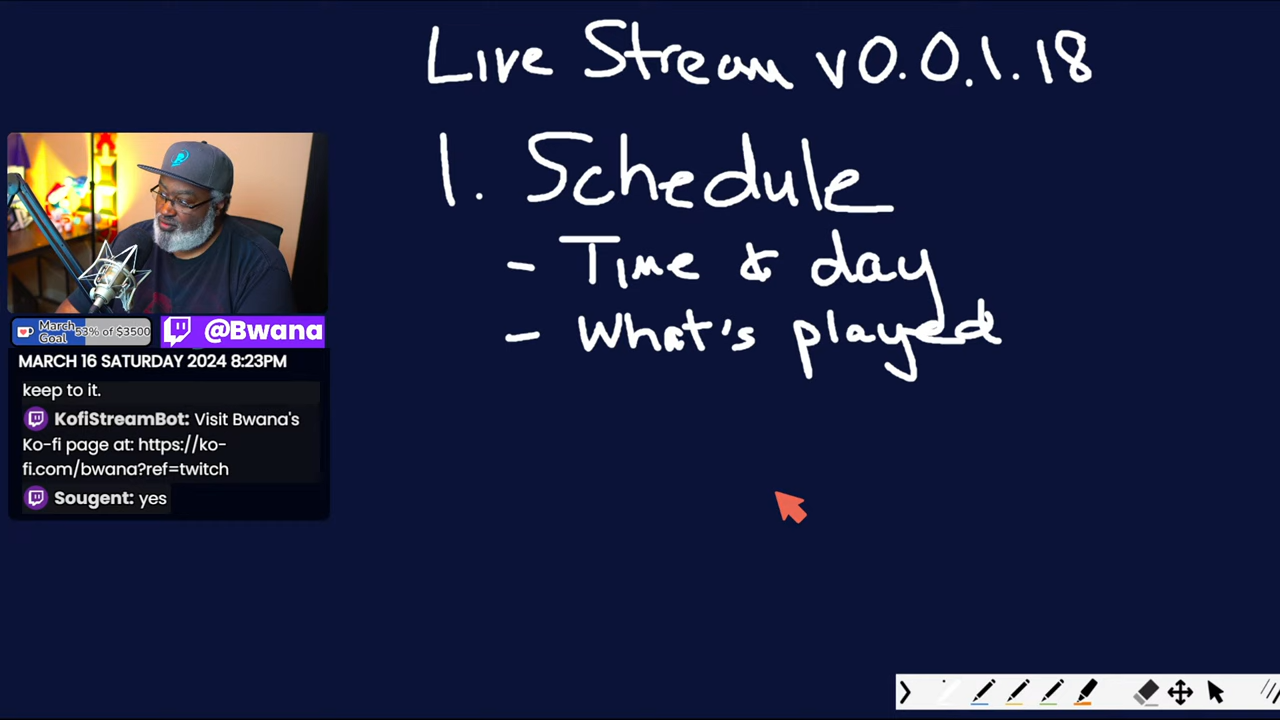 Live Stream v0.0.1.18
1. Schedule
- Time & day
- What's played
March Goal
53% of $3500
@Bwana
MARCH 16 SATURDAY 2024 8:23PM
keep to it.
KofiStreamBot: Visit Bwana's
Ko-fi page at: https://ko-
fi.com/bwana?ref=twitch
Sougent: yes